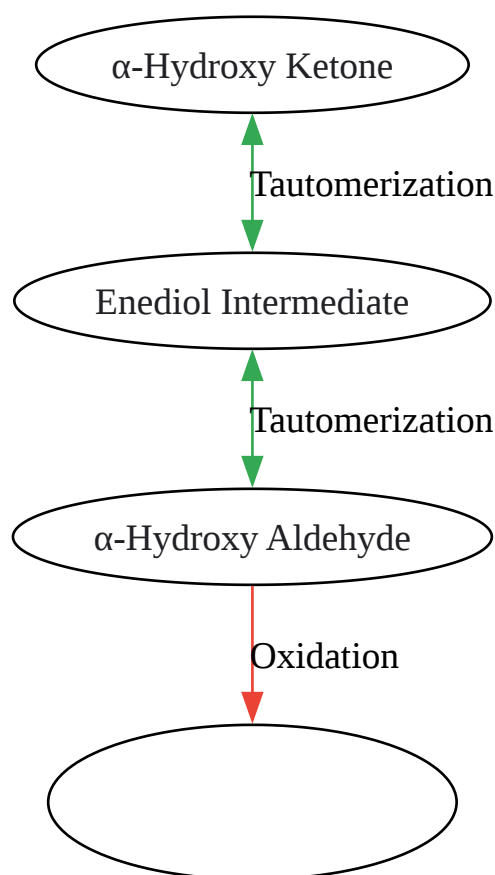 α-Hydroxy Ketone
Tautomerization
Enediol Intermediate
Tautomerization
α-Hydroxy Aldehyde
Oxidation